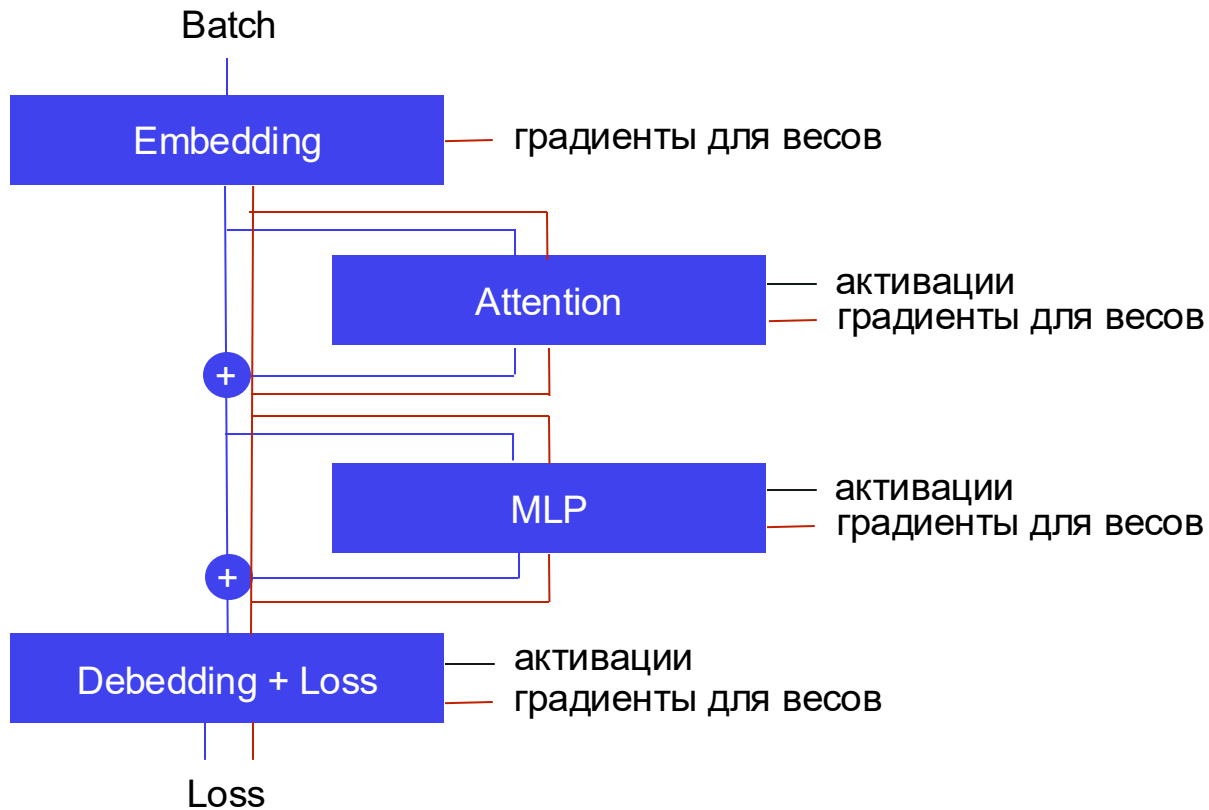 Batch
Embedding
градиенты для весов
Attention
активации
градиенты для весов
+
MLP
активации
градиенты для весов
+
Debedding + Loss
активации
градиенты для весов
Loss